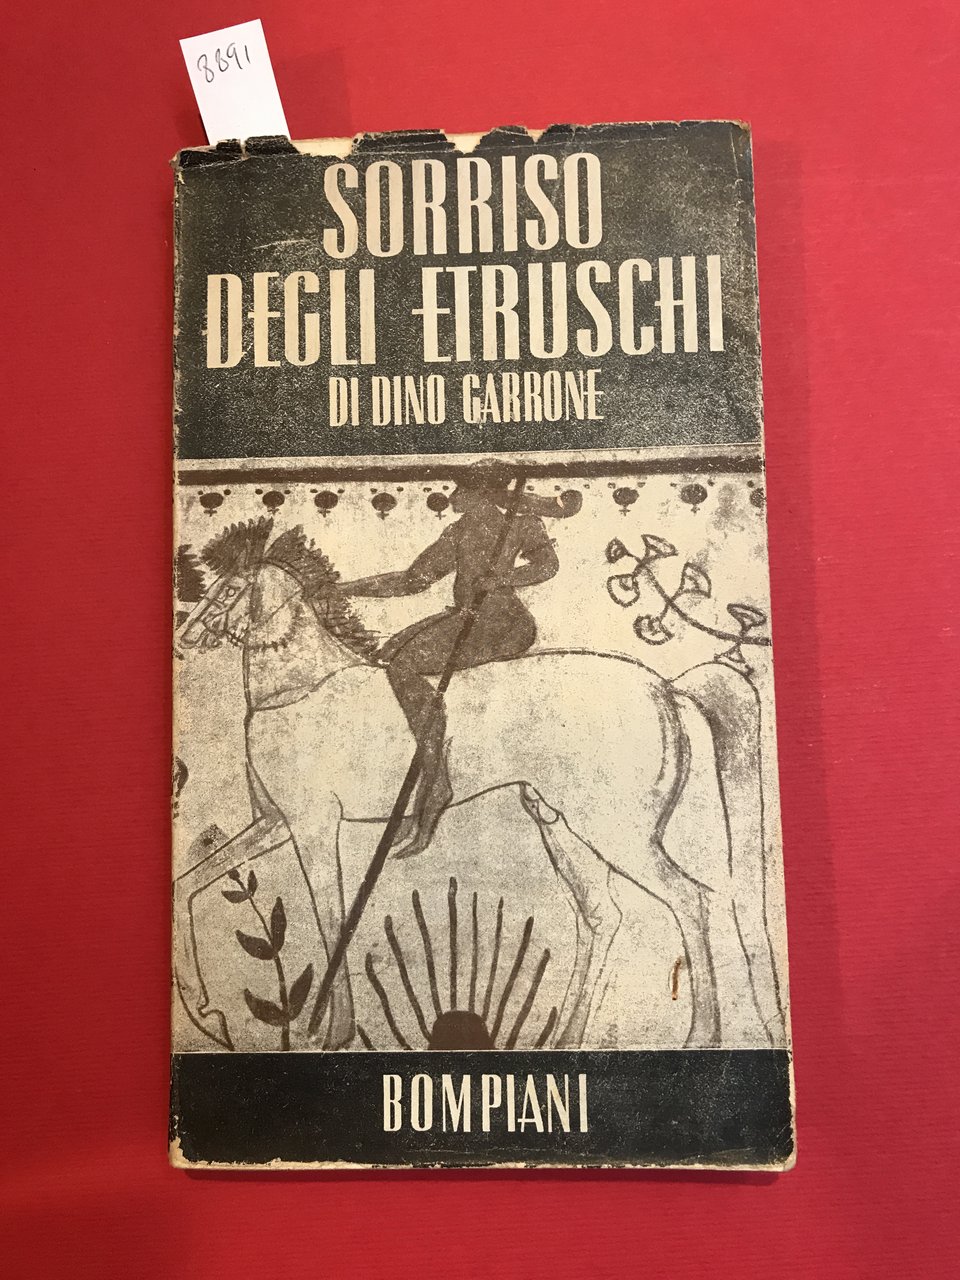 8891
SORRISO
DEGLI ETRUSCHI
DI DINO GARRONE
BOMPIANI